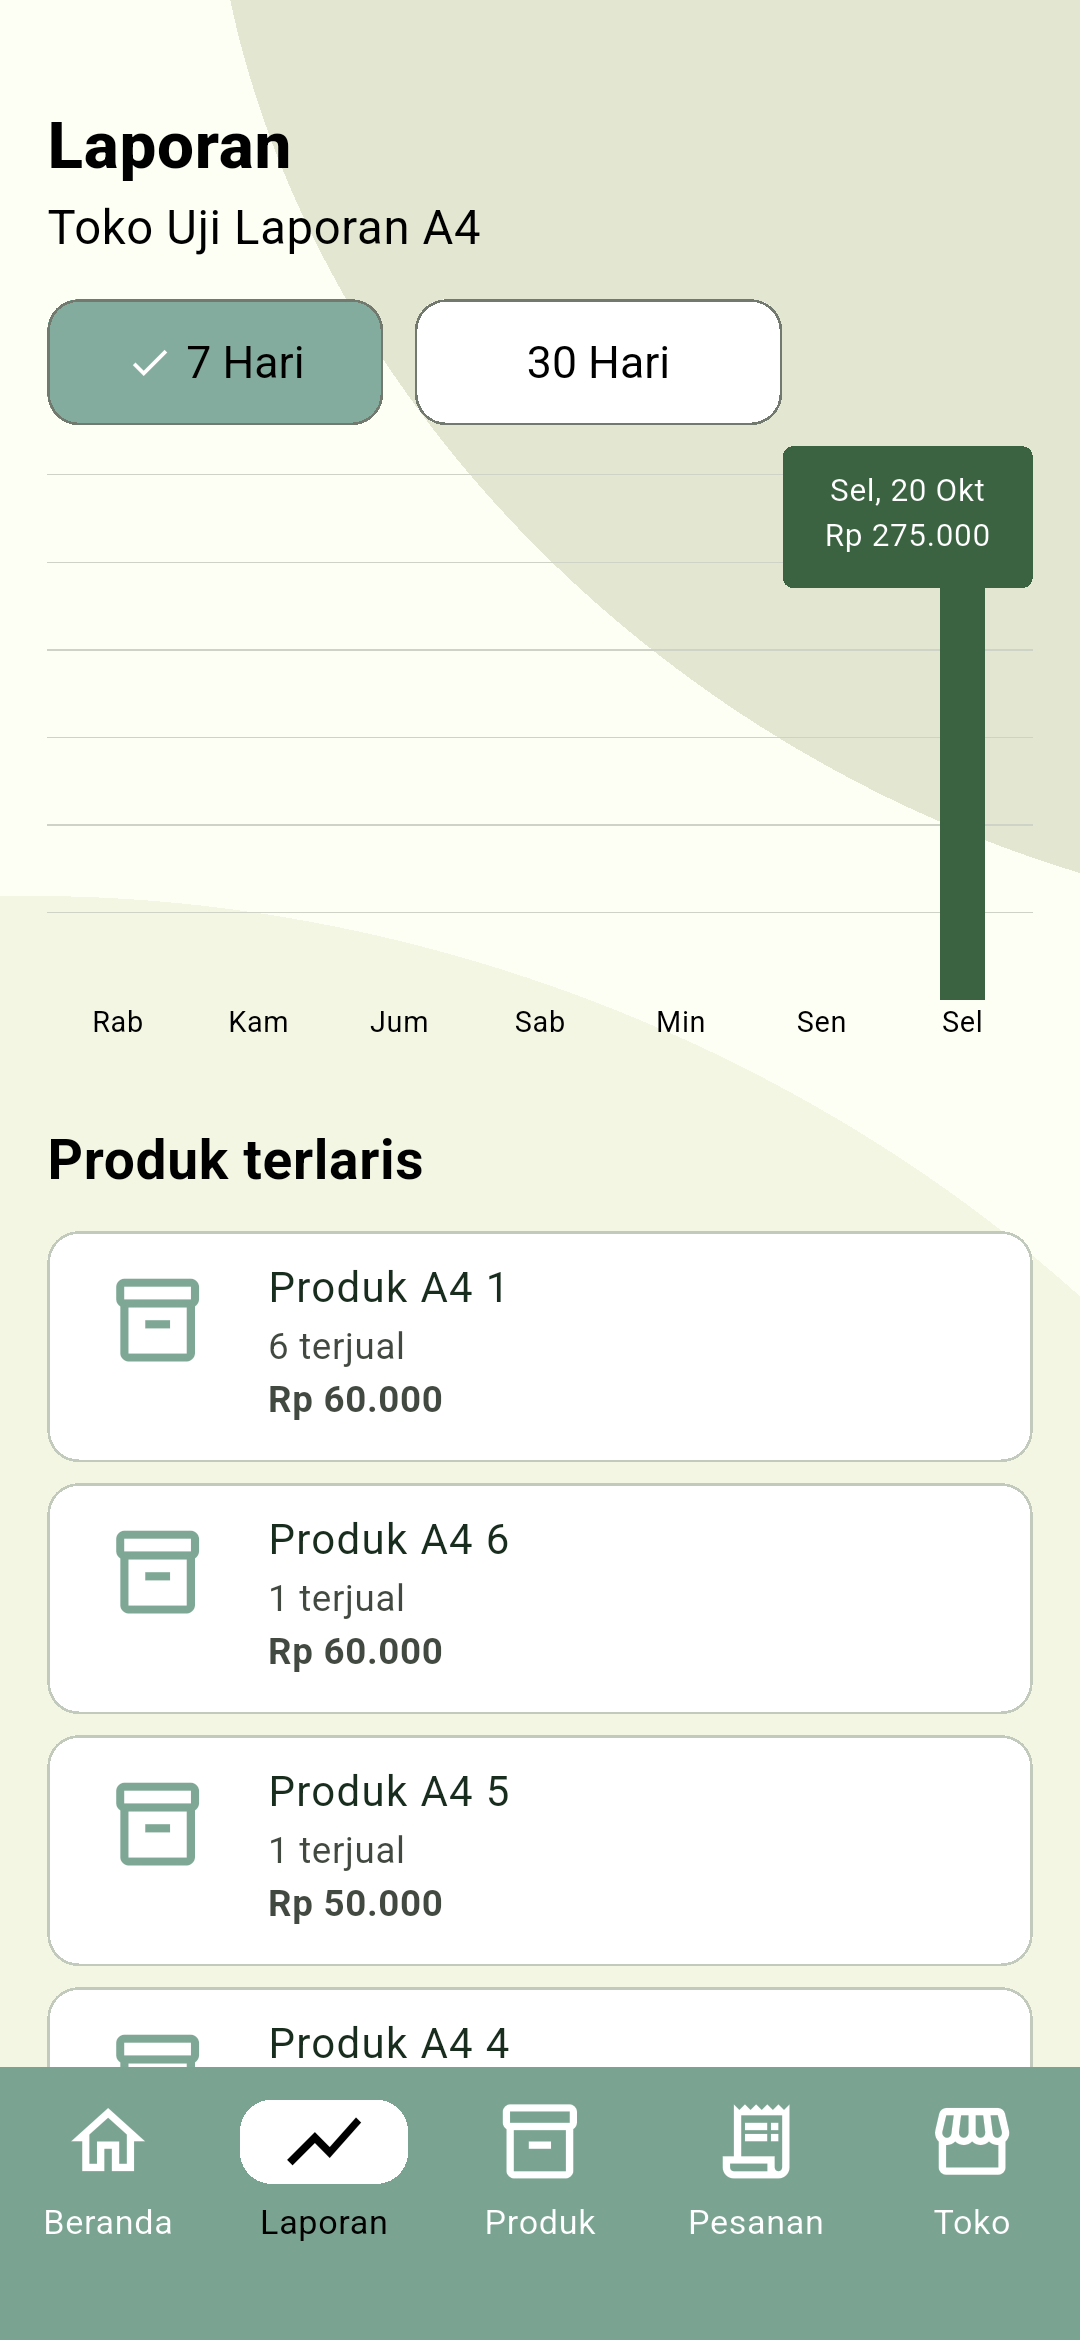 Laporan
Toko Uji Laporan A4
7 Hari
30 Hari
Sel, 20 Okt
Rp 275.000
Rab
Kam
Jum
Sab
Min
Sen
Sel
Produk terlaris
Produk A4 1
6 terjual
Rp 60.000
Produk A4 6
1 terjual
Rp 60.000
Produk A4 5
1 terjual
Rp 50.000
Produk A4 4
Beranda
Laporan
Produk
Pesanan
Toko